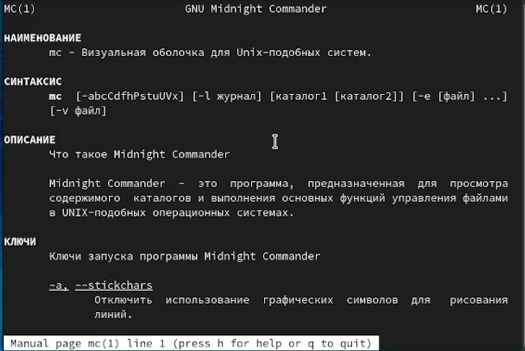 MC(1) GNU Midnight Commander MC(1)
НАИМЕНОВАНИЕ
mc - Визуальная оболочка для Unix-подобных систем.
СИНТАКСИС
mc [-abcCdfhPstuUVx] [-l журнал] [каталог1 [каталог2]] [-e [файл] ...]
[-v файл]
ОПИСАНИЕ
Что такое Midnight Commander
Midnight Commander - это программа, предназначенная для просмотра
содержимого каталогов и выполнения основных функций управления файлами
в UNIX-подобных операционных системах.
КЛЮЧИ
Ключи запуска программы Midnight Commander
-a, --stickchars
Отключить использование графических символов для рисования
линий.
Manual page mc(1) line 1 (press h for help or q to quit)